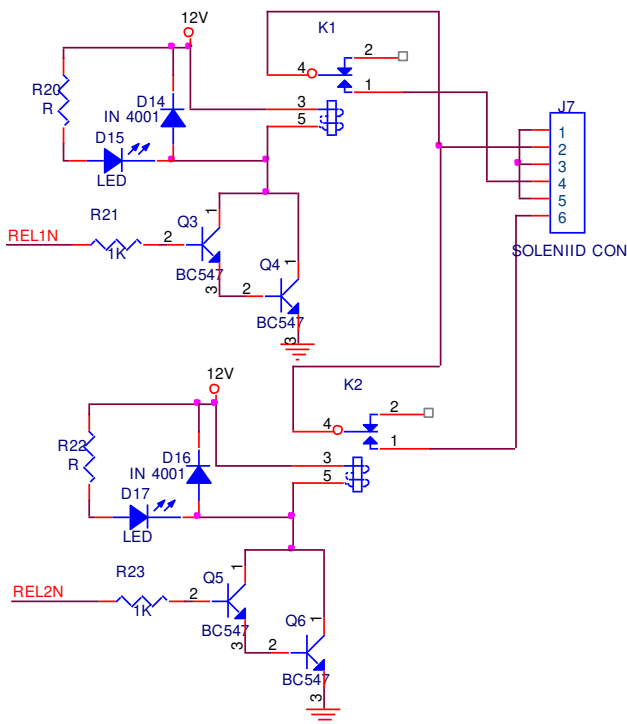 12V
K1
2
4
1
R20
R
D14
IN 4001
3
5
D15
LED
J7
1
2
3
4
5
6
SOLENIID CON
R21
REL1N
1K
2
Q3
1
BC547
3
2
Q4
1
BC547
3
12V
K2
2
4
1
R22
R
D16
IN 4001
3
5
D17
LED
R23
REL2N
1K
2
Q5
1
BC547
3
2
Q6
1
BC547
3